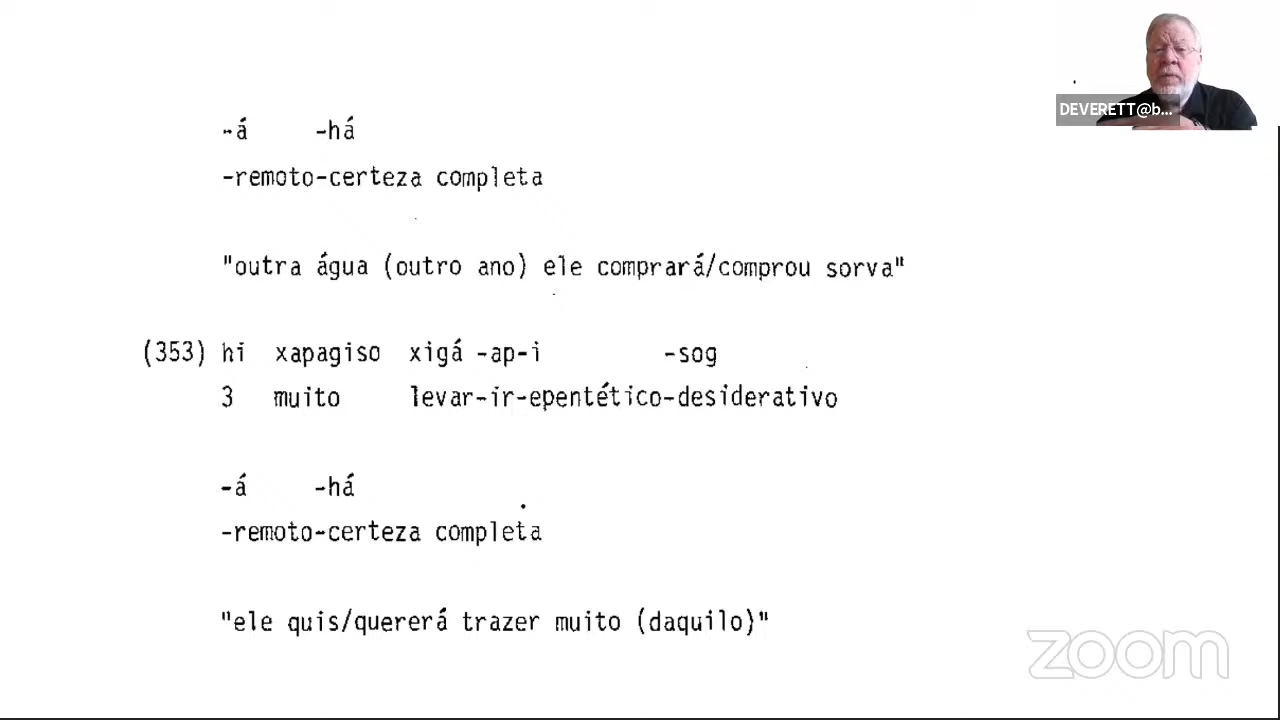 DEVERETT@b...
-á -há
-remoto-certeza completa
"outra água (outro ano) ele comprará/comprou sorva"
(353) hi xapagiso xigá -ap-i -sog
3 muito levar-ir-epentético-desiderativo
-á -há
-remoto-certeza completa
"ele quis/quererá trazer muito (daquilo)"
zoom